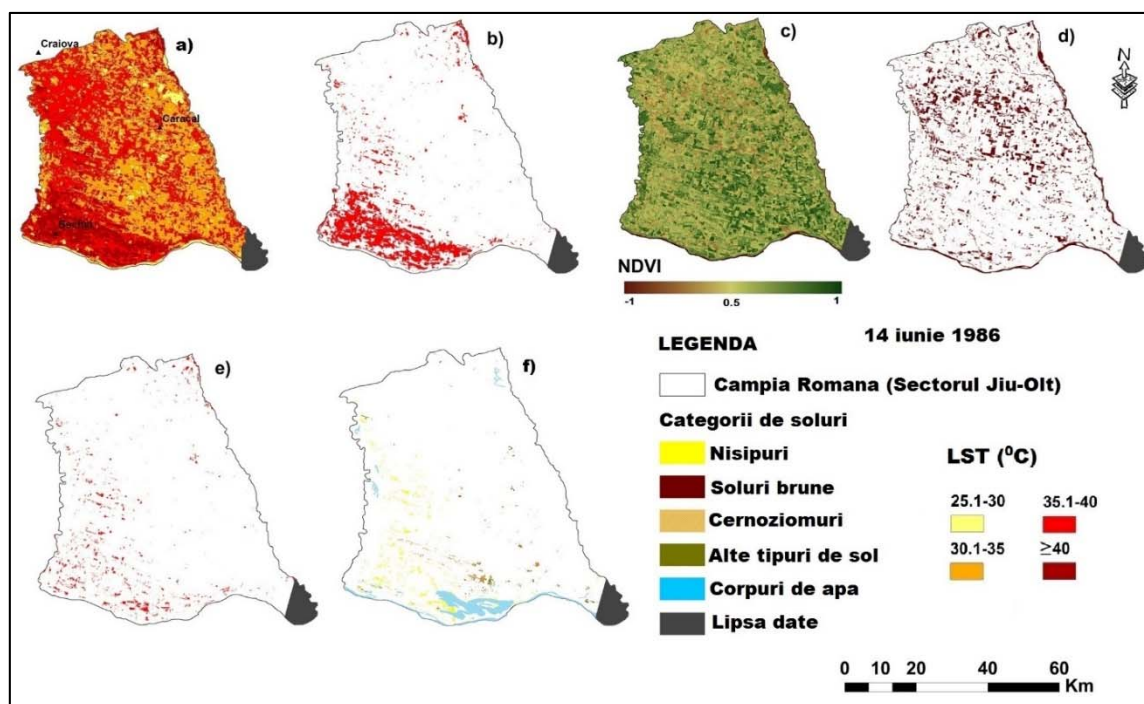 a)
b)
c)
d)
N
Craiova
Caracal
Bechet
NDVI
-1 0.5 1
e)
f)
14 iunie 1986
LEGENDA
Campia Romana (Sectorul Jiu-Olt)
Categorii de soluri
Nisipuri
Soluri brune
Cernoziomuri
Alte tipuri de sol
Corpuri de apa
Lipsa date
LST (⁰C)
25.1-30 35.1-40
30.1-35 ≥40
0 10 20 40 60
Km